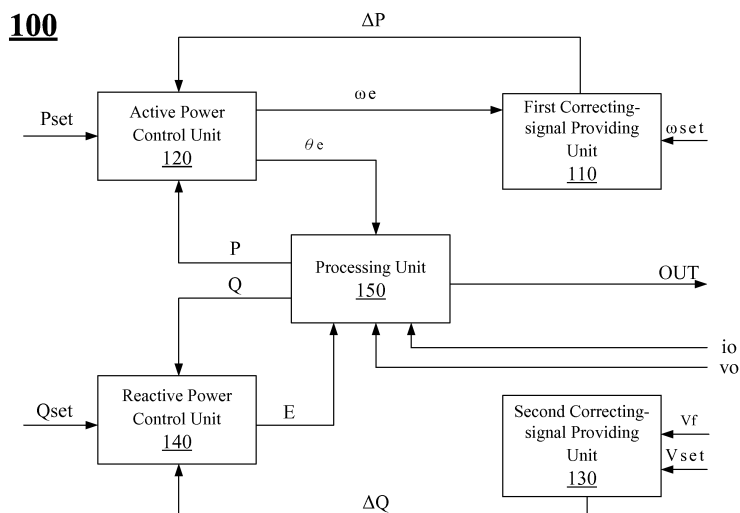 100
ΔP
Active Power
Control Unit
120
First Correcting-
signal Providing
Unit
110
Pset
ωe
ωset
θe
P
Processing Unit
150
OUT
Q
io
vo
Reactive Power
Control Unit
140
Second Correcting-
signal Providing
Unit
130
Qset
E
Vf
Vset
ΔQ